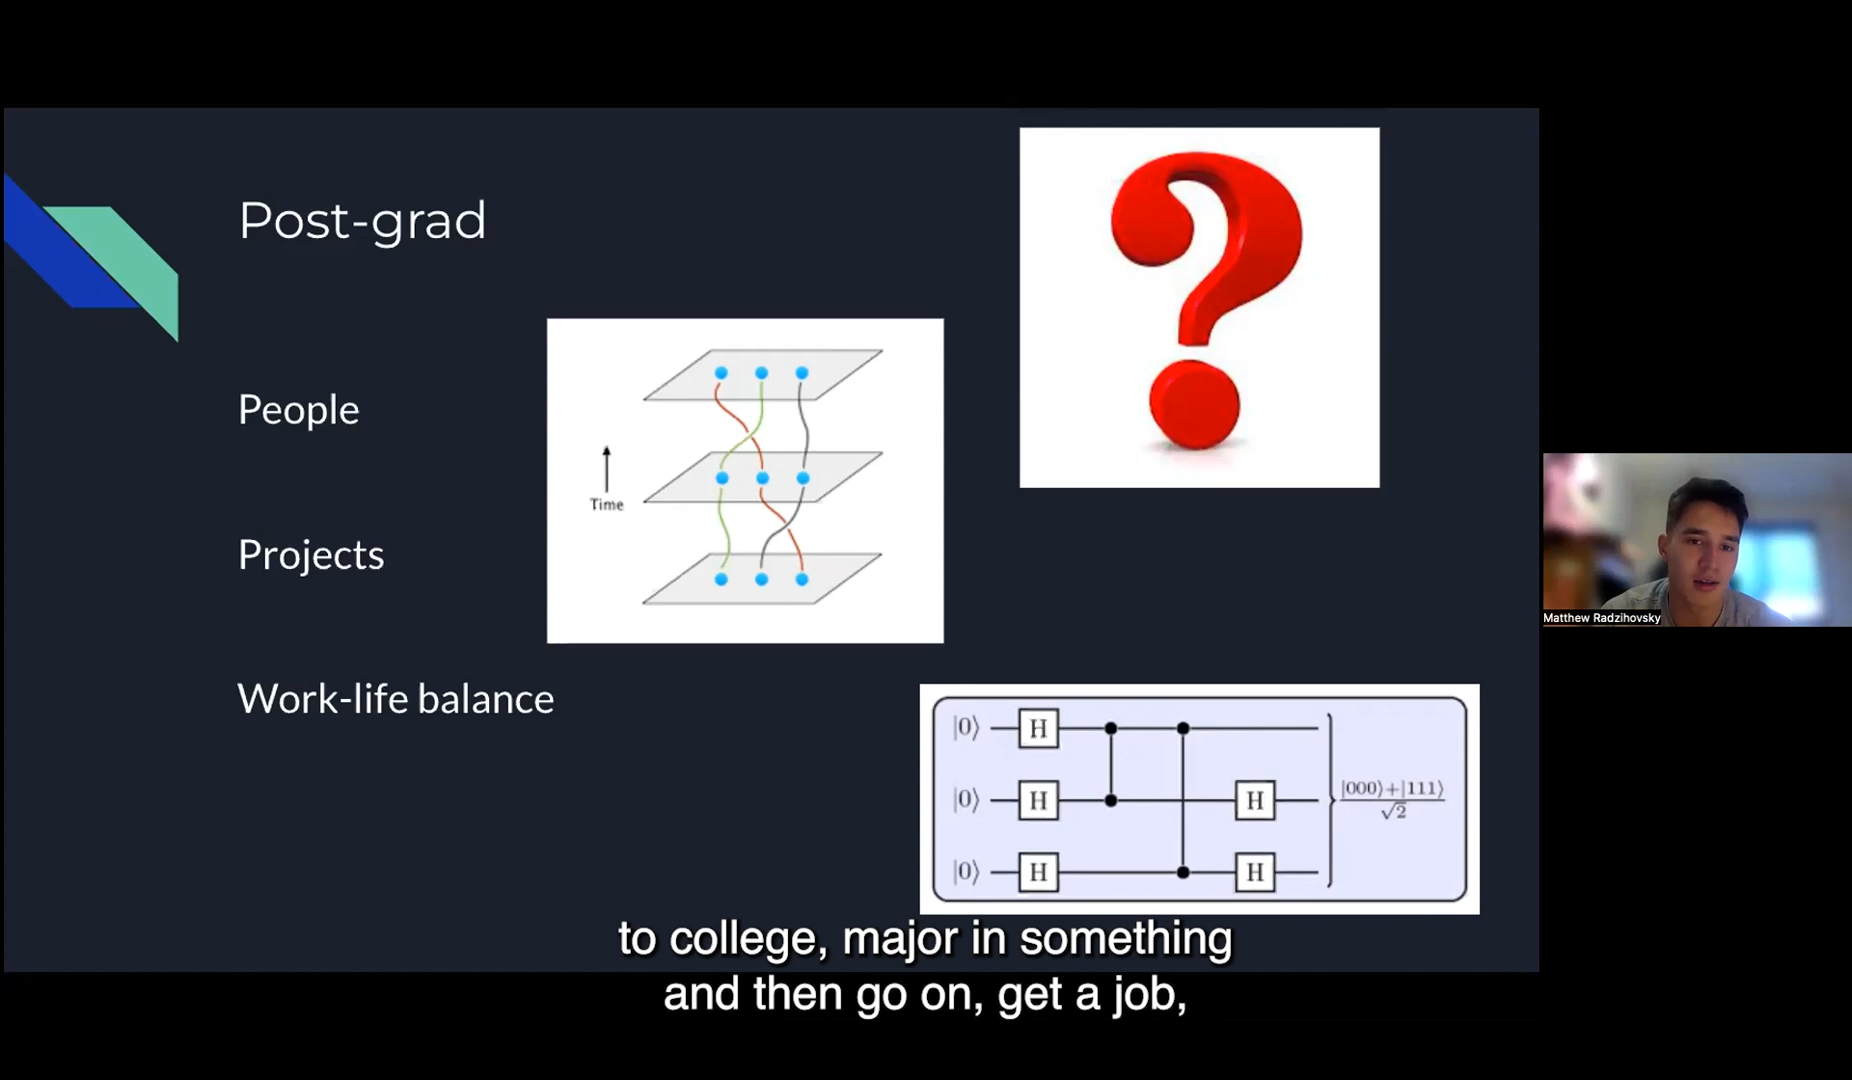 Post-grad
People
Projects
Work-life balance
Time
|0⟩ H
|0⟩ H H
|0⟩ H H
|000⟩+|111⟩
√2
Matthew Radzihovsky
to college, major in something
and then go on, get a job,